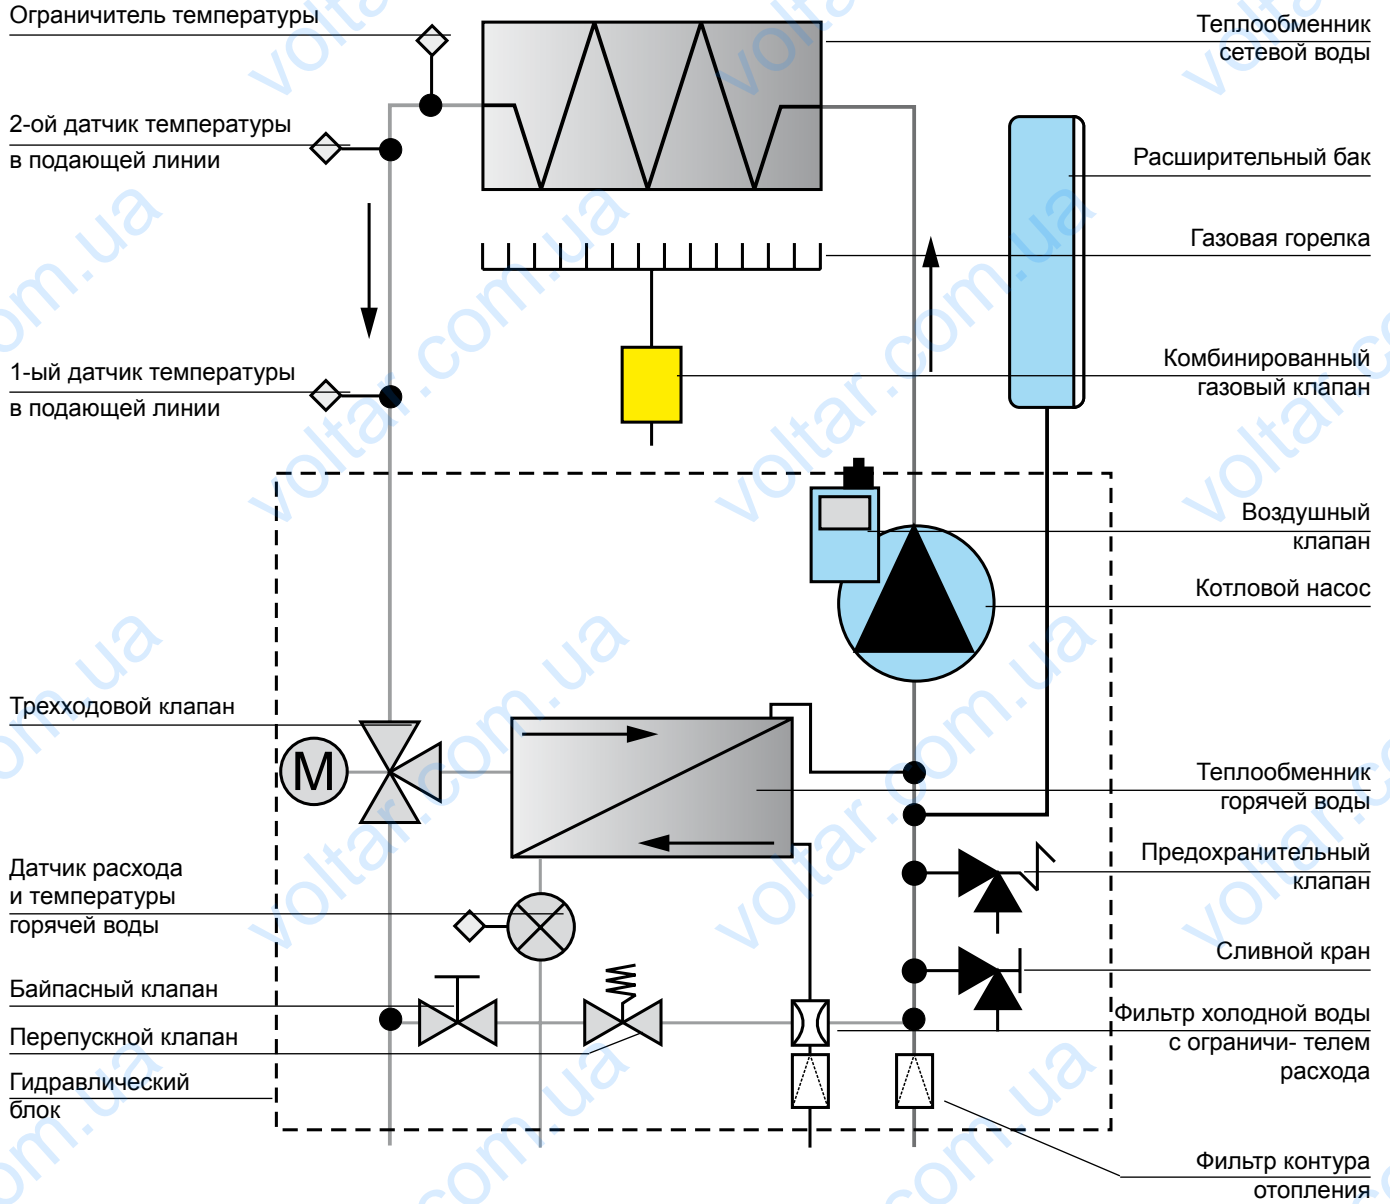 Ограничитель температуры
2-ой датчик температуры
в подающей линии
1-ый датчик температуры
в подающей линии
Трехходовой клапан
M
Датчик расхода
и температуры
горячей воды
Байпасный клапан
Перепускной клапан
Гидравлический
блок
Теплообменник
сетевой воды
Расширительный бак
Газовая горелка
Комбинированный
газовый клапан
Воздушный
клапан
Котловой насос
Теплообменник
горячей воды
Предохранительный
клапан
Сливной кран
Фильтр холодной воды
с ограничи- телем
расхода
Фильтр контура
отопления
voltar.com.ua